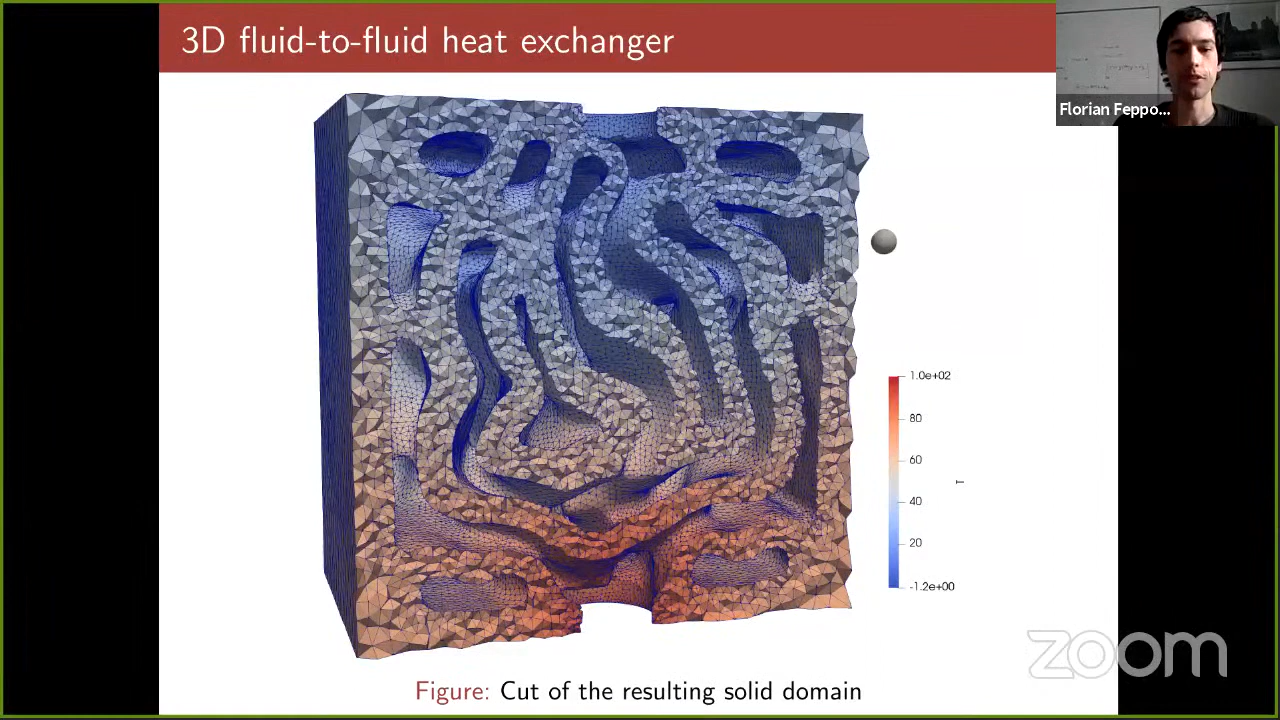 3D fluid-to-fluid heat exchanger
Florian Feppo...
1.0e+02
80
60
40
20
-1.2e+00
T
Figure: Cut of the resulting solid domain
zoom